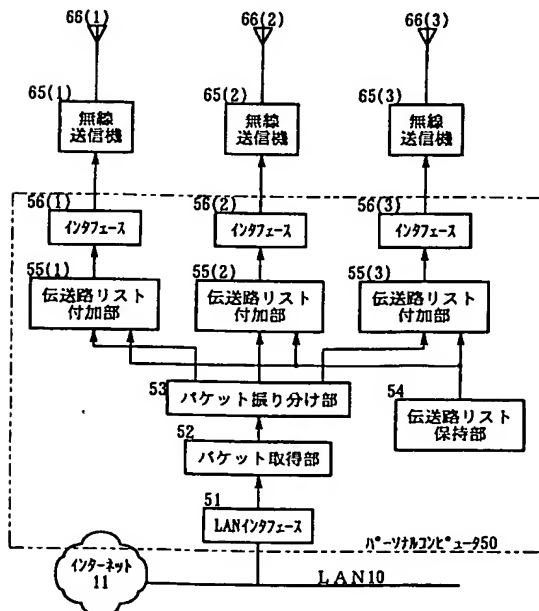 66(1)
66(2)
66(3)
65(1)
無線
送信機
65(2)
無線
送信機
65(3)
無線
送信機
56(1)
インタフェース
56(2)
インタフェース
56(3)
インタフェース
55(1)
伝送路リスト
付加部
55(2)
伝送路リスト
付加部
55(3)
伝送路リスト
付加部
53
パケット振り分け部
54
伝送路リスト
保持部
52
パケット取得部
51
LANインタフェース
パーソナルコンピュータ50
インターネット
11
LAN10